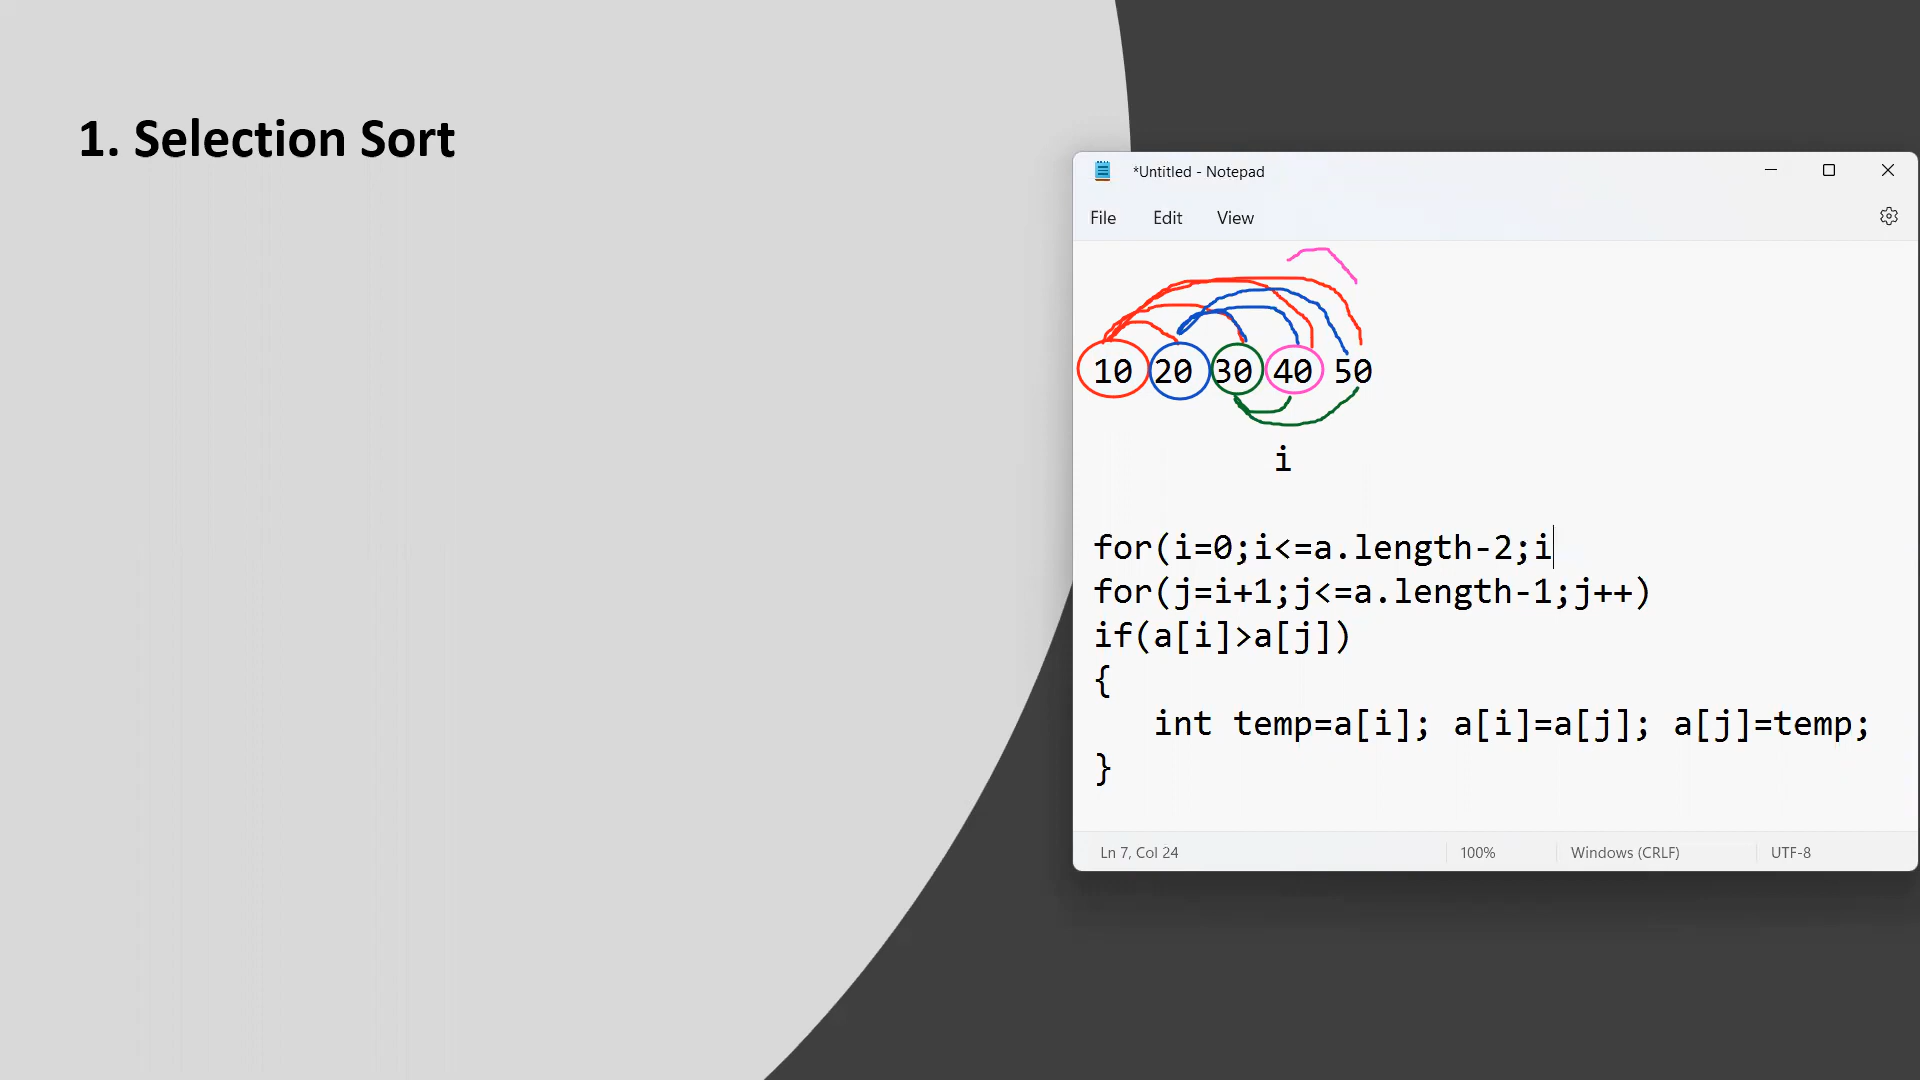 1. Selection Sort
*Untitled - Notepad
File Edit View
10 20 30 40 50
i
for(i=0;i<=a.length-2;i
for(j=i+1;j<=a.length-1;j++)
if(a[i]>a[j])
{
int temp=a[i]; a[i]=a[j]; a[j]=temp;
}
Ln 7, Col 24 100% Windows (CRLF) UTF-8